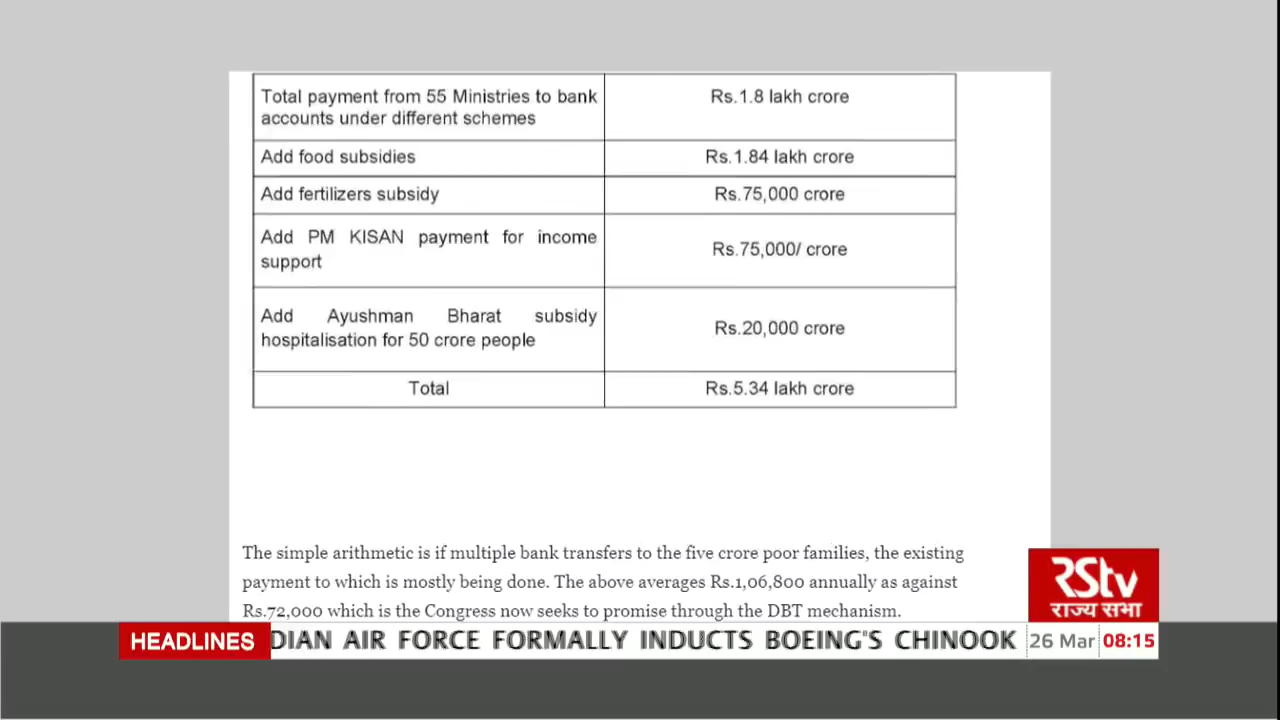 Total payment from 55 Ministries to bank
accounts under different schemes
Rs.1.8 lakh crore
Add food subsidies
Rs.1.84 lakh crore
Add fertilizers subsidy
Rs.75,000 crore
Add PM KISAN payment for income
support
Rs.75,000/ crore
Add Ayushman Bharat subsidy
hospitalisation for 50 crore people
Rs.20,000 crore
Total
Rs.5.34 lakh crore
The simple arithmetic is if multiple bank transfers to the five crore poor families, the existing
payment to which is mostly being done. The above averages Rs.1,06,800 annually as against
Rs.72,000 which is the Congress now seeks to promise through the DBT mechanism.
RSTV
राज्य सभा
HEADLINES
DIAN AIR FORCE FORMALLY INDUCTS BOEING'S CHINOOK
26 Mar
08:15